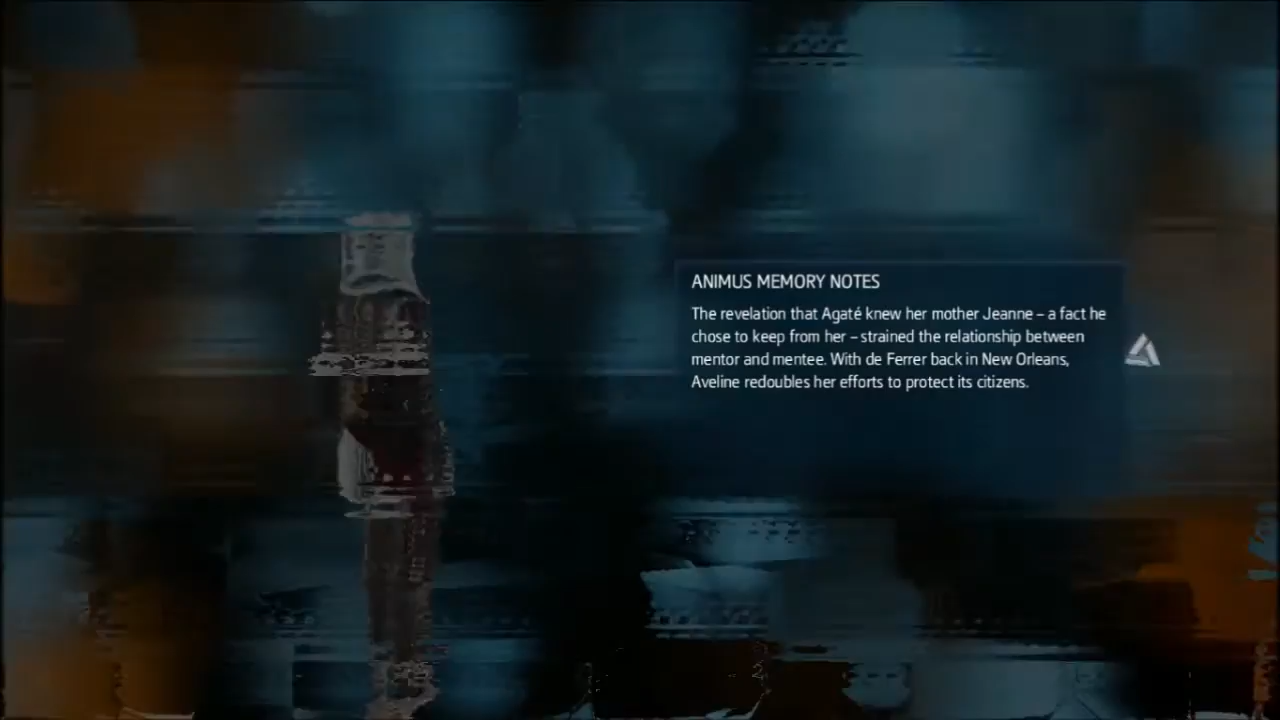 ANIMUS MEMORY NOTES
The revelation that Agaté knew her mother Jeanne – a fact he
chose to keep from her – strained the relationship between
mentor and mentee. With de Ferrer back in New Orleans,
Aveline redoubles her efforts to protect its citizens.